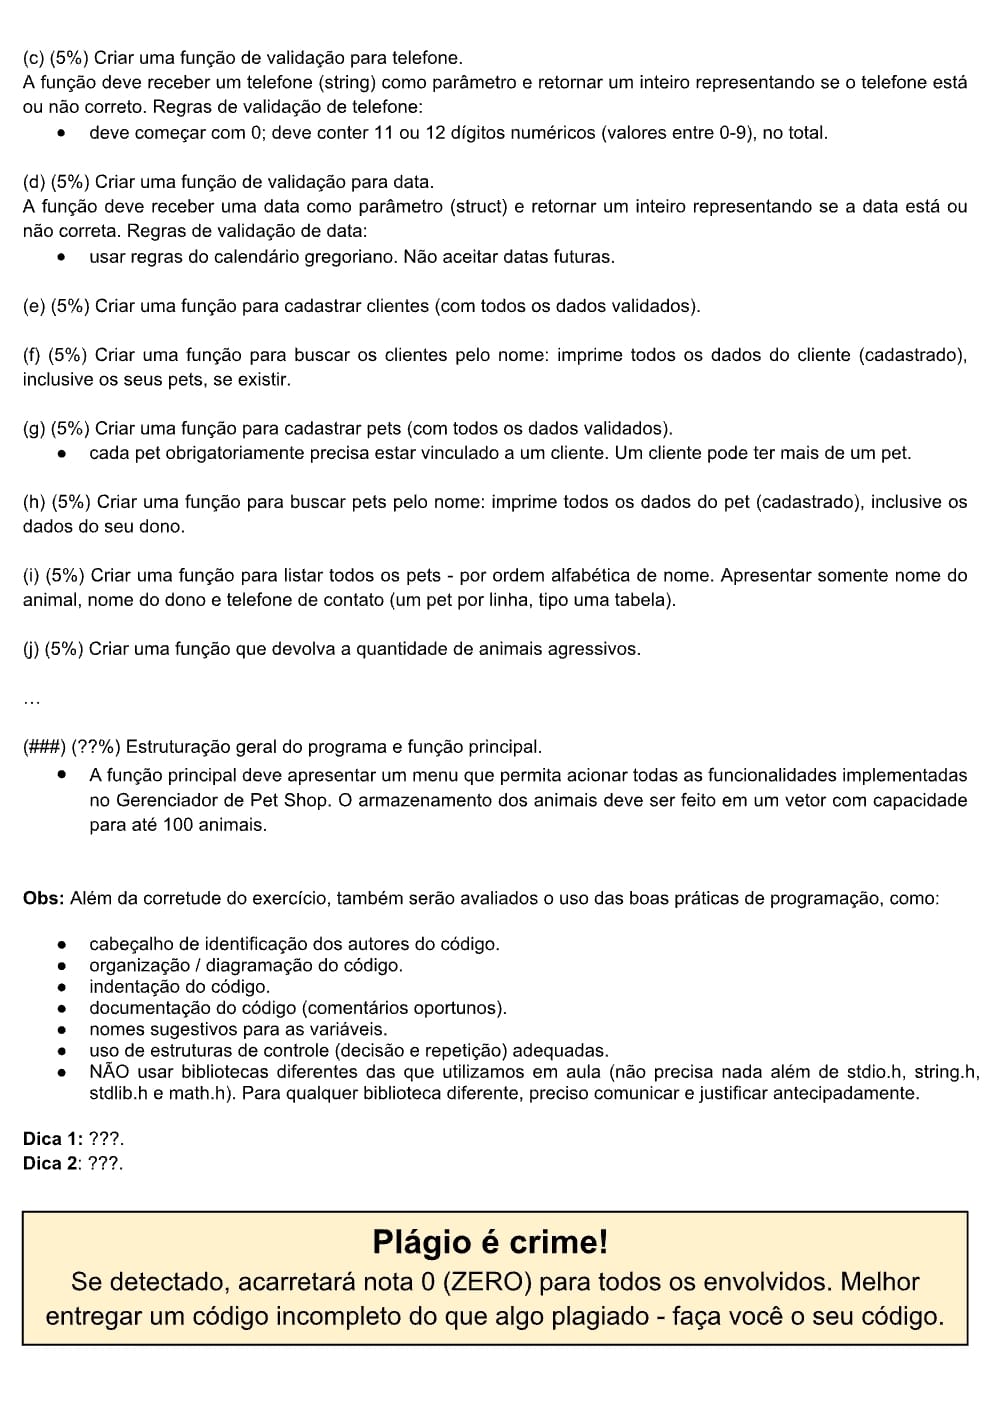 (c) (5%) Criar uma função de validação para telefone.
A função deve receber um telefone (string) como parâmetro e retornar um inteiro representando se o telefone está
ou não correto. Regras de validação de telefone:
● deve começar com 0; deve conter 11 ou 12 dígitos numéricos (valores entre 0-9), no total.
(d) (5%) Criar uma função de validação para data.
A função deve receber uma data como parâmetro (struct) e retornar um inteiro representando se a data está ou
não correta. Regras de validação de data:
● usar regras do calendário gregoriano. Não aceitar datas futuras.
(e) (5%) Criar uma função para cadastrar clientes (com todos os dados validados).
(f) (5%) Criar uma função para buscar os clientes pelo nome: imprime todos os dados do cliente (cadastrado),
inclusive os seus pets, se existir.
(g) (5%) Criar uma função para cadastrar pets (com todos os dados validados).
● cada pet obrigatoriamente precisa estar vinculado a um cliente. Um cliente pode ter mais de um pet.
(h) (5%) Criar uma função para buscar pets pelo nome: imprime todos os dados do pet (cadastrado), inclusive os
dados do seu dono.
(i) (5%) Criar uma função para listar todos os pets - por ordem alfabética de nome. Apresentar somente nome do
animal, nome do dono e telefone de contato (um pet por linha, tipo uma tabela).
(j) (5%) Criar uma função que devolva a quantidade de animais agressivos.
…
(###) (??%) Estruturação geral do programa e função principal.
● A função principal deve apresentar um menu que permita acionar todas as funcionalidades implementadas
no Gerenciador de Pet Shop. O armazenamento dos animais deve ser feito em um vetor com capacidade
para até 100 animais.
Obs: Além da corretude do exercício, também serão avaliados o uso das boas práticas de programação, como:
● cabeçalho de identificação dos autores do código.
● organização / diagramação do código.
● indentação do código.
● documentação do código (comentários oportunos).
● nomes sugestivos para as variáveis.
● uso de estruturas de controle (decisão e repetição) adequadas.
● NÃO usar bibliotecas diferentes das que utilizamos em aula (não precisa nada além de stdio.h, string.h,
stdlib.h e math.h). Para qualquer biblioteca diferente, preciso comunicar e justificar antecipadamente.
Dica 1: ???.
Dica 2: ???.
Plágio é crime!
Se detectado, acarretará nota 0 (ZERO) para todos os envolvidos. Melhor
entregar um código incompleto do que algo plagiado - faça você o seu código.